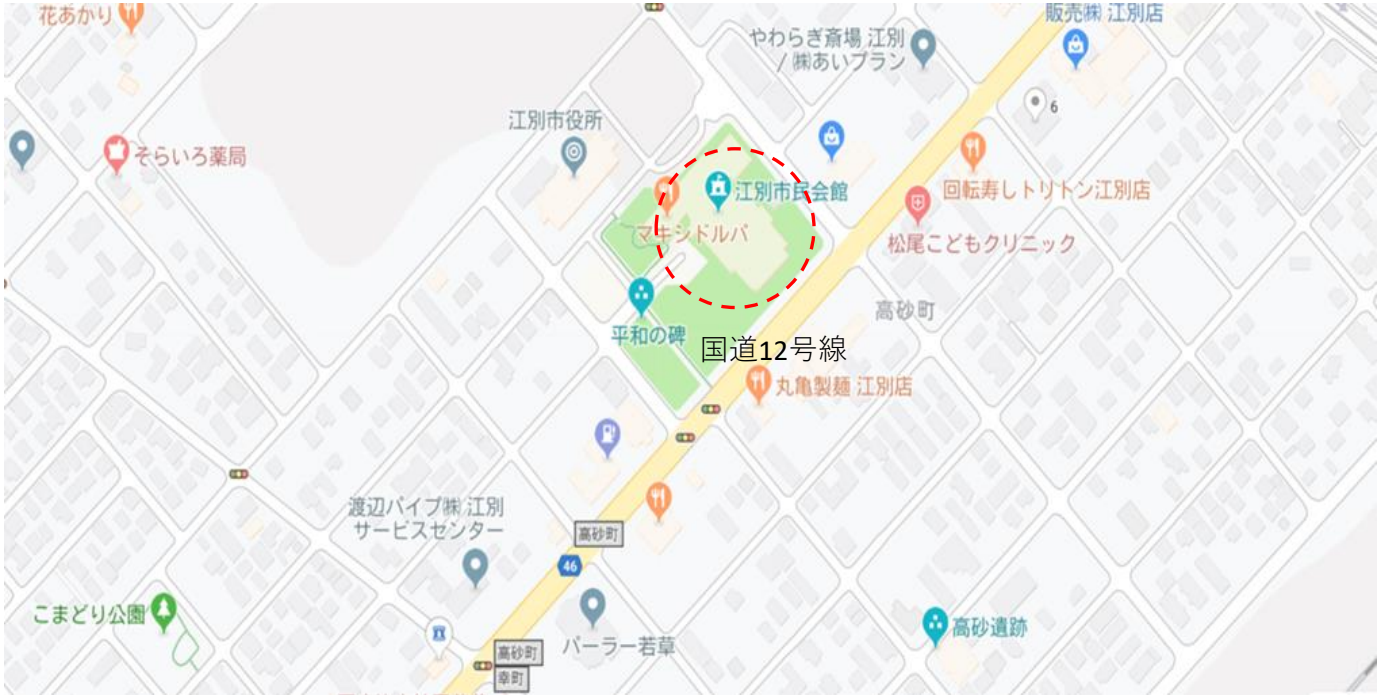 花あかり
販売㈱ 江別店
やわらぎ斎場 江別
/ ㈱あいプラン
6
江別市役所
そらいろ薬局
江別市民会館
回転寿しトリトン江別店
マキシドルパ
松尾こどもクリニック
高砂町
平和の碑
国道12号線
丸亀製麺 江別店
渡辺パイプ㈱ 江別
サービスセンター
高砂町
46
こまどり公園
パーラー若草
高砂遺跡
高砂町
幸町